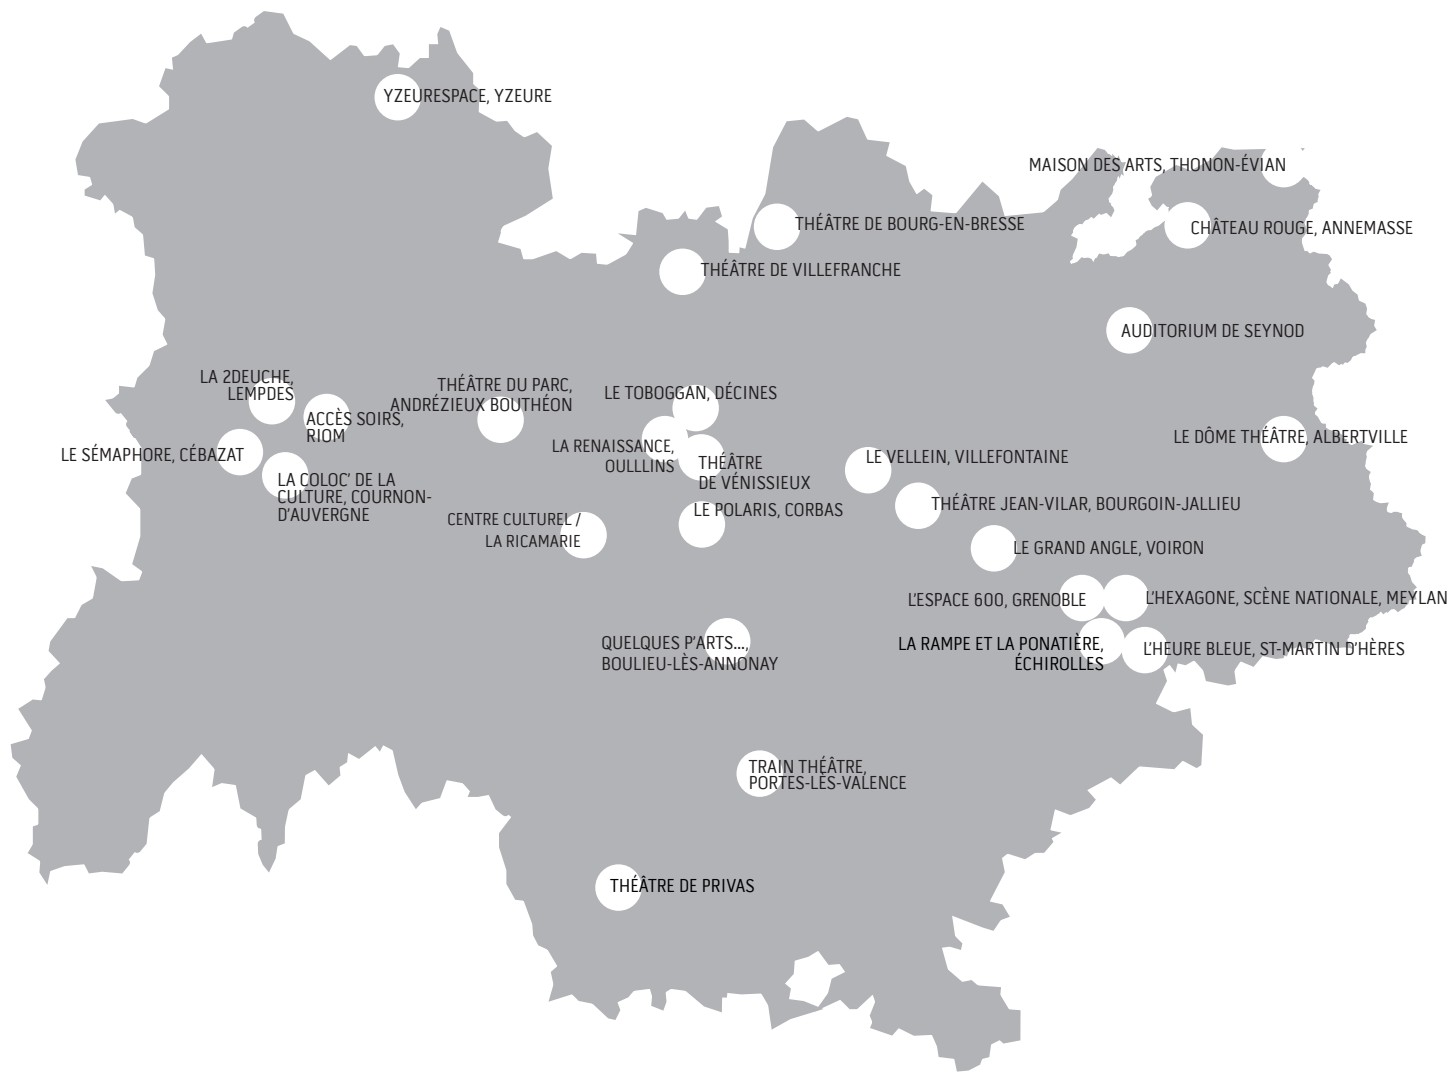 YZEURESPACE, YZEURE
MAISON DES ARTS, THONON-ÉVIAN
THÉÂTRE DE BOURG-EN-BRESSE
CHÂTEAU ROUGE, ANNEMASSE
THÉÂTRE DE VILLEFRANCHE
AUDITORIUM DE SEYNOD
LA 2DEUCHE,
LEMPDES
THÉÂTRE DU PARC,
ANDRÉZIEUX BOUTHÉON
LE TOBOGGAN, DÉCINES
ACCÈS SOIRS,
RIOM
LE DÔME THÉÂTRE, ALBERTVILLE
LE SÉMAPHORE, CÉBAZAT
LA RENAISSANCE,
OULLLINS
LE VELLEIN, VILLEFONTAINE
THÉÂTRE
DE VÉNISSIEUX
LA COLOC' DE LA
CULTURE, COURNON-
D'AUVERGNE
THÉÂTRE JEAN-VILAR, BOURGOIN-JALLIEU
LE POLARIS, CORBAS
CENTRE CULTUREL /
LA RICAMARIE
LE GRAND ANGLE, VOIRON
L'ESPACE 600, GRENOBLE
L'HEXAGONE, SCÈNE NATIONALE, MEYLAN
QUELQUES P'ARTS...,
BOULIEU-LÈS-ANNONAY
LA RAMPE ET LA PONATIÈRE,
ÉCHIROLLES
L'HEURE BLEUE, ST-MARTIN D'HÈRES
TRAIN THÉÂTRE,
PORTES-LÈS-VALENCE
THÉÂTRE DE PRIVAS